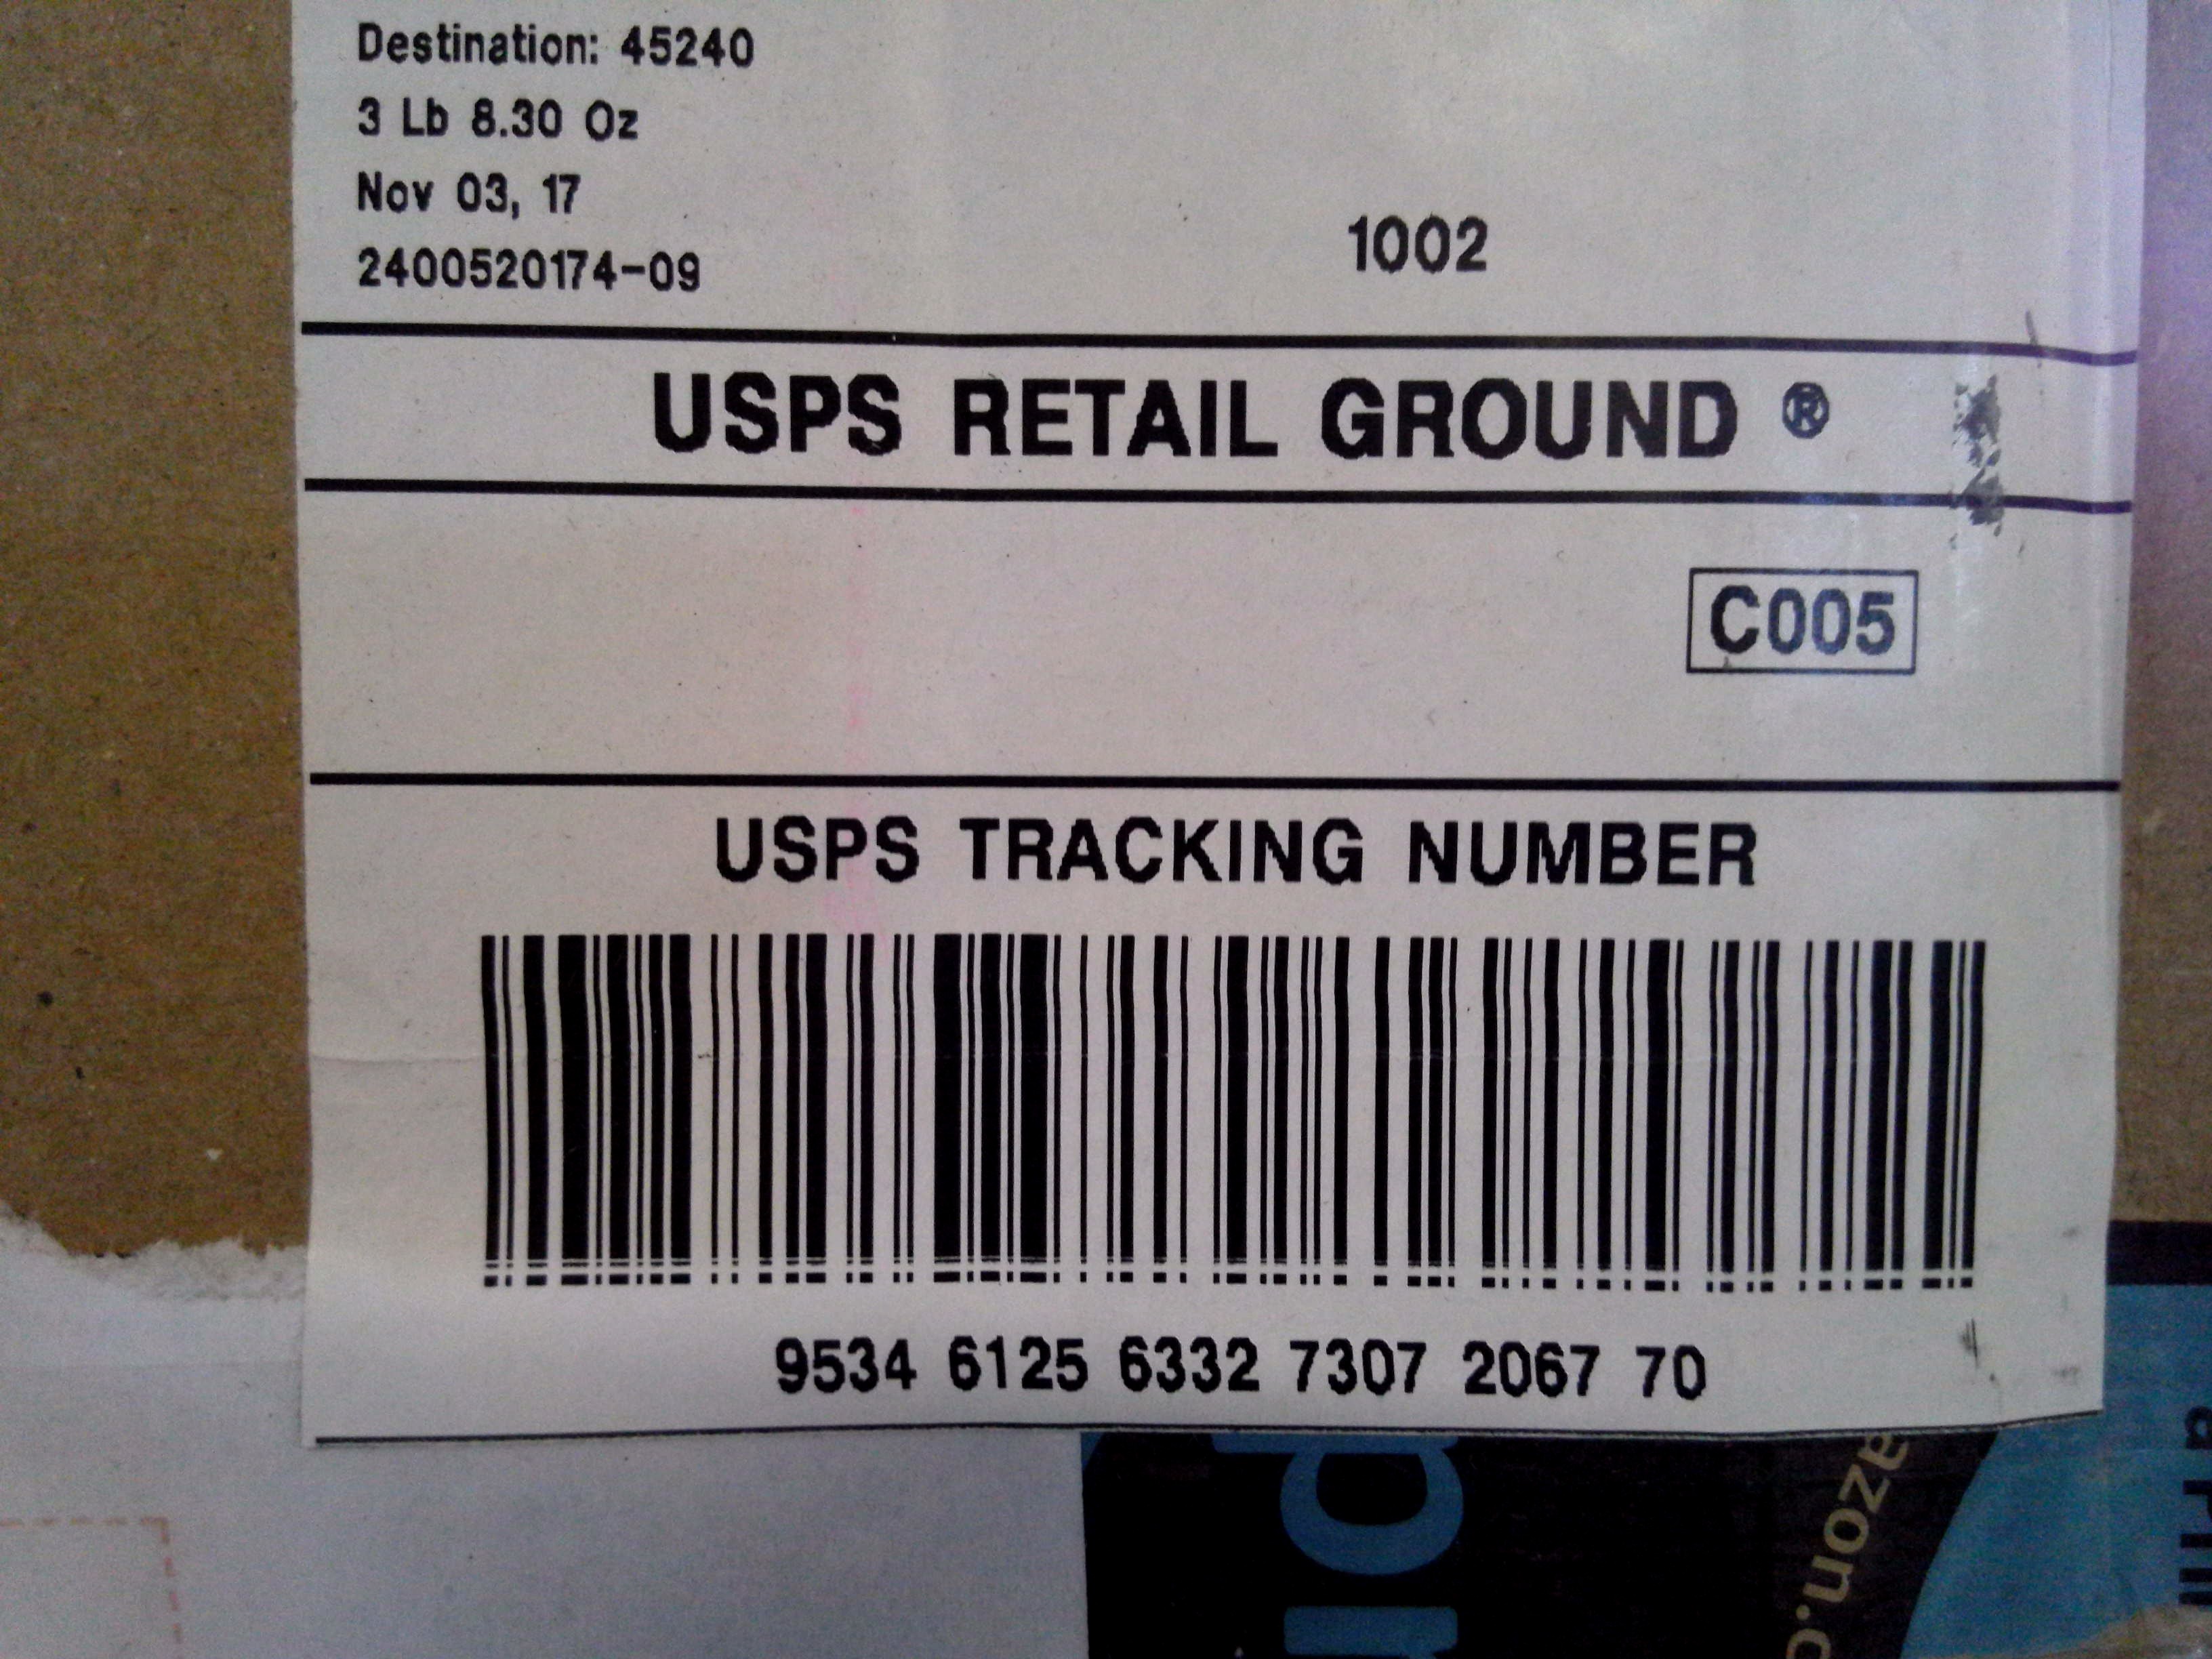 Destination: 45240
3 Lb 8.30 Oz
Nov 03, 17
2400520174-09
1002
USPS RETAIL GROUND ®
C005
USPS TRACKING NUMBER
9534 6125 6332 7307 2067 70
azon.c